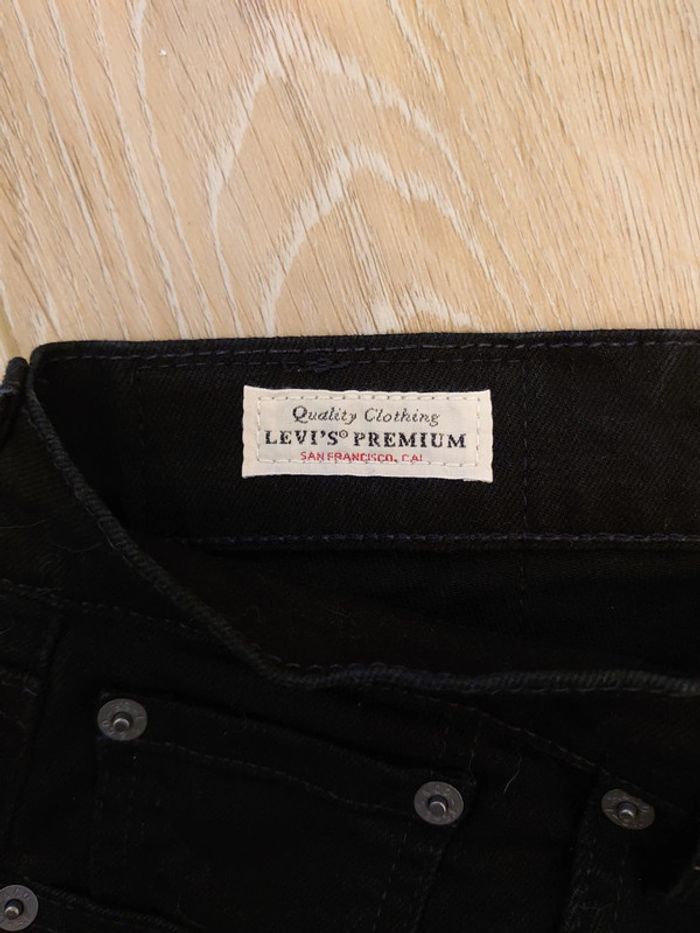 Quality Clothing
LEVI'S® PREMIUM
SAN FRANCISCO, CAL